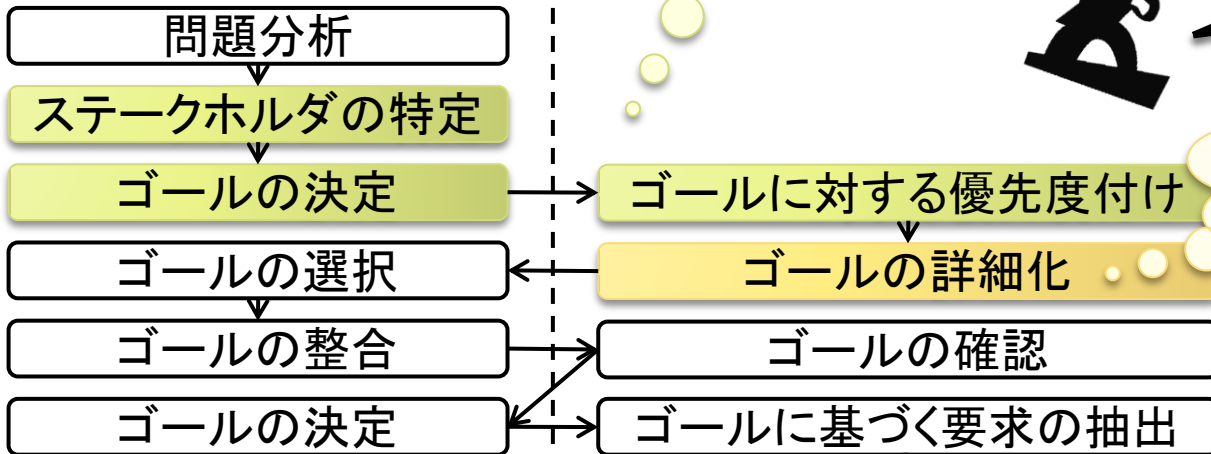 問題分析
ステークホルダの特定
ゴールの決定
ゴールに対する優先度付け
ゴールの選択
ゴールの詳細化
ゴールの整合
ゴールの確認
ゴールの決定
ゴールに基づく要求の抽出